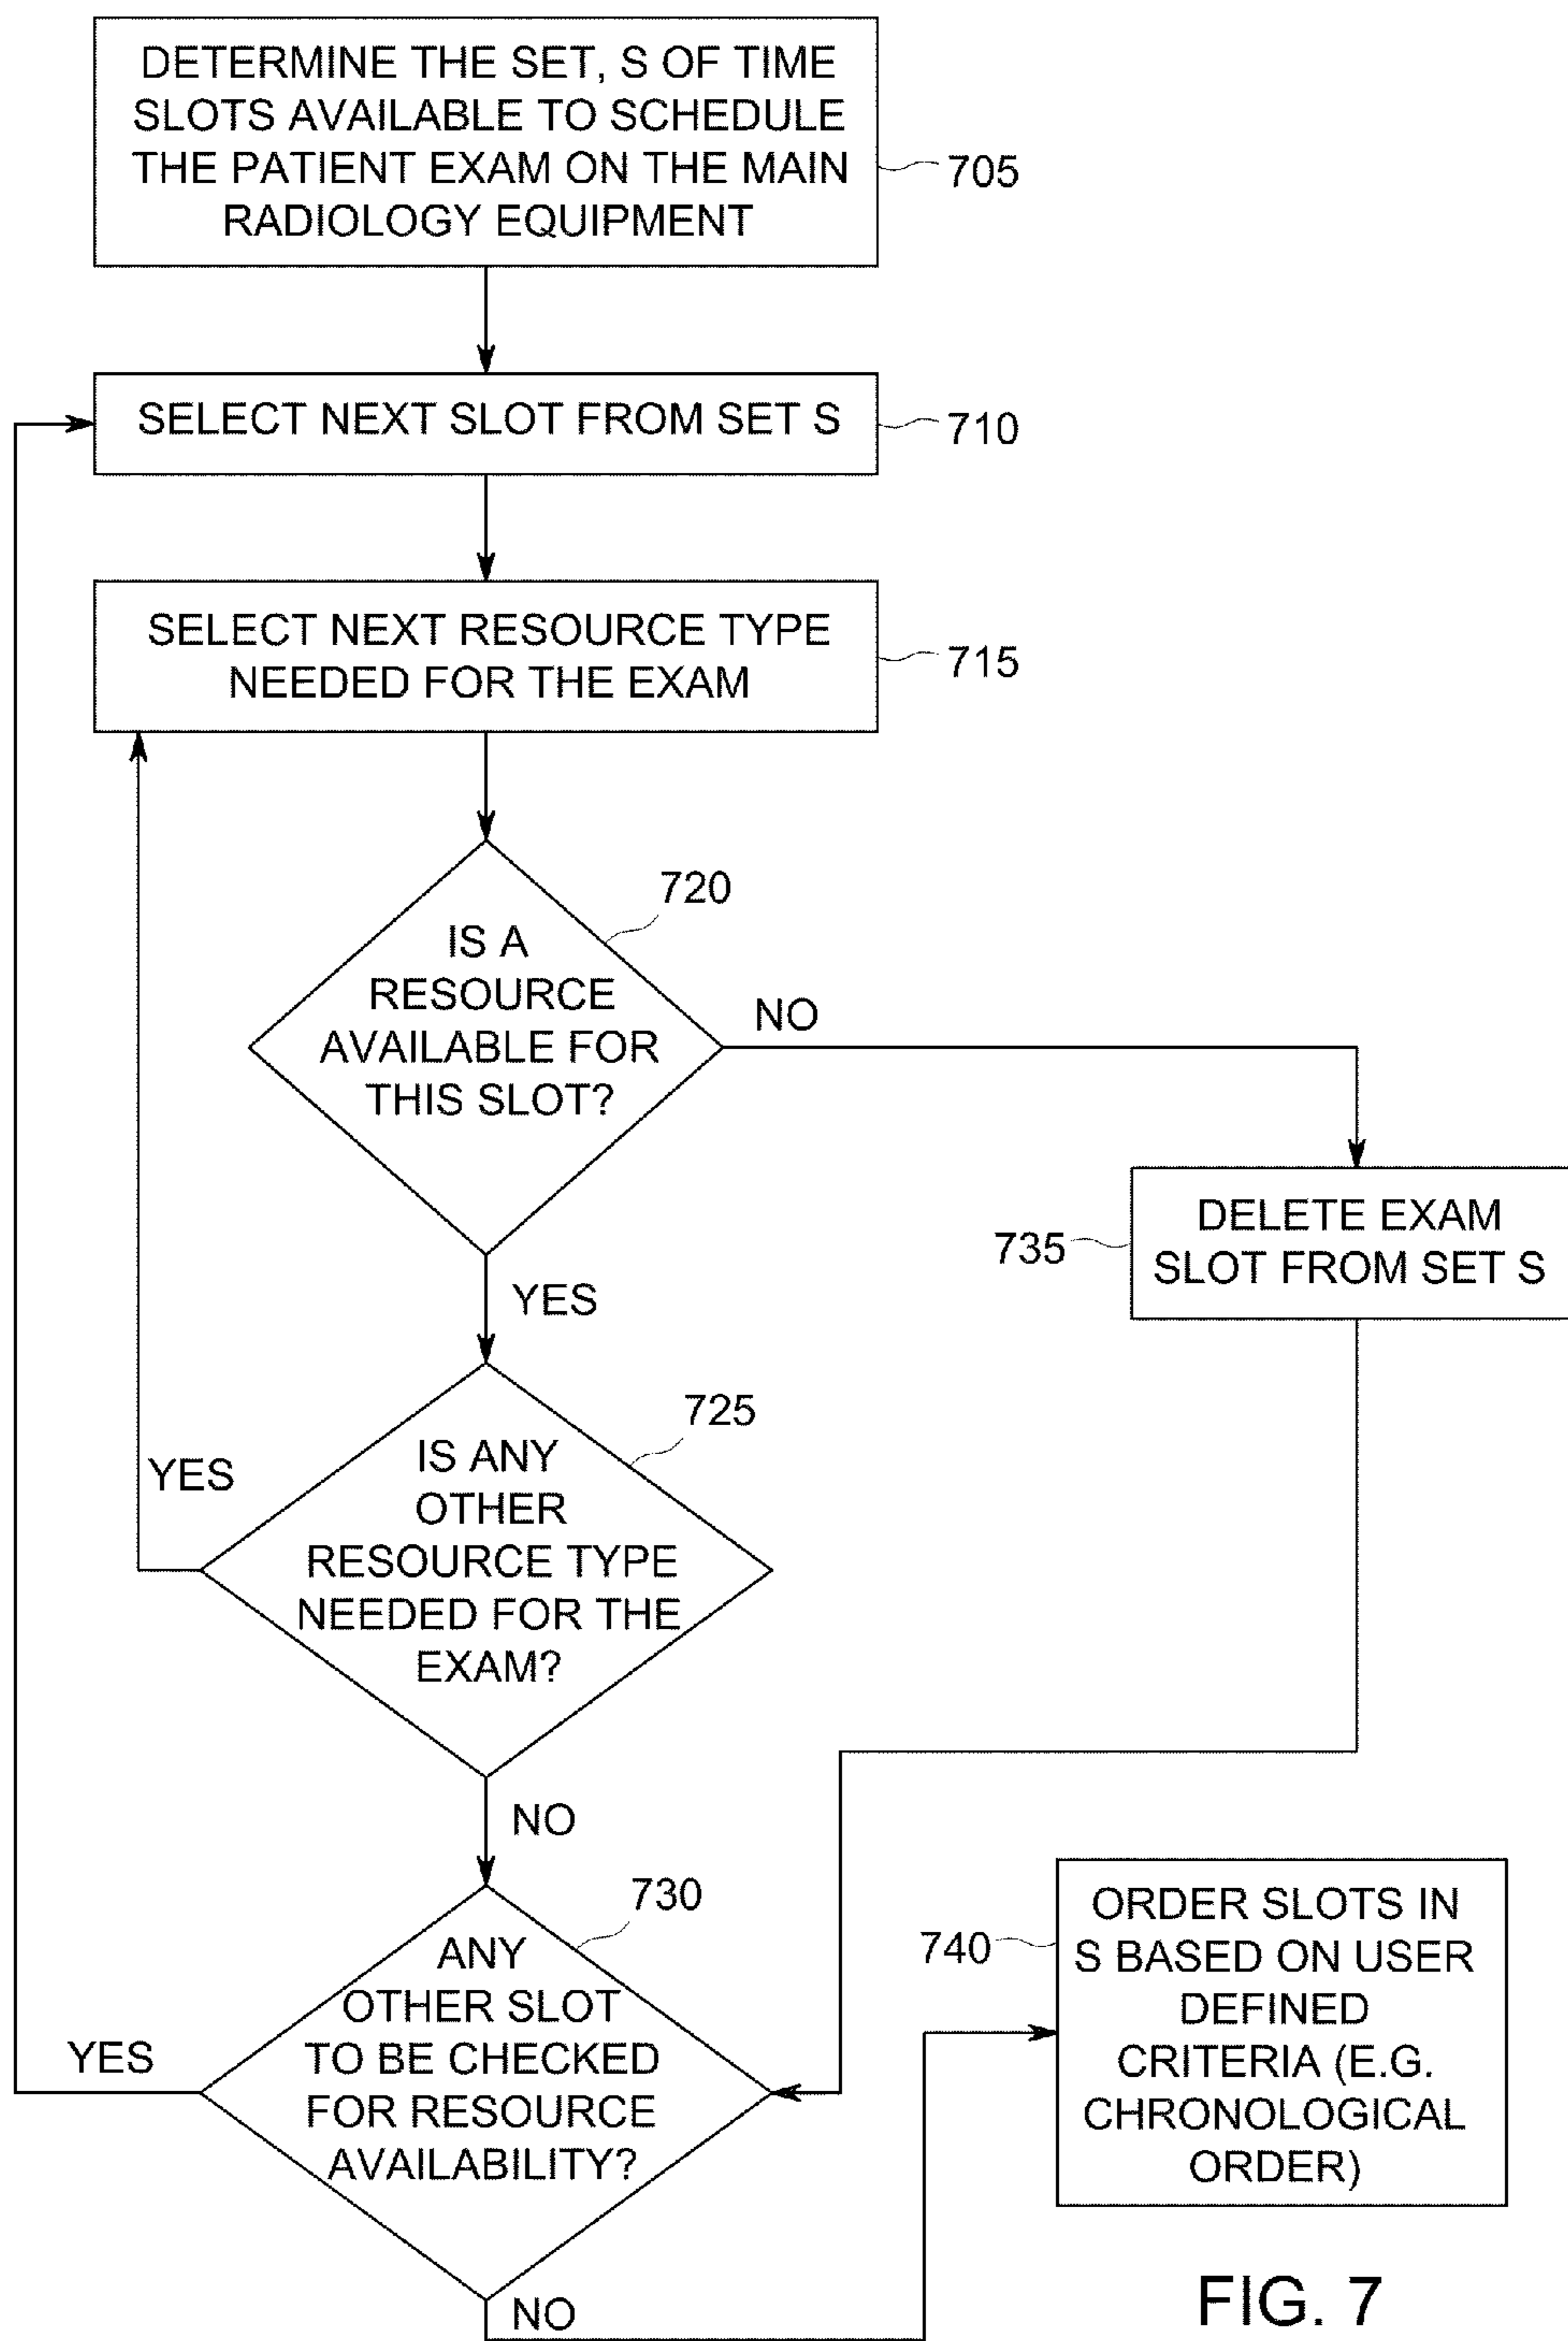 DETERMINE THE SET, S OF TIME
SLOTS AVAILABLE TO SCHEDULE
THE PATIENT EXAM ON THE MAIN
RADIOLOGY EQUIPMENT
705
SELECT NEXT SLOT FROM SET S
710
SELECT NEXT RESOURCE TYPE
NEEDED FOR THE EXAM
715
720
IS A
RESOURCE
AVAILABLE FOR
THIS SLOT?
NO
YES
735
DELETE EXAM
SLOT FROM SET S
725
IS ANY
OTHER
RESOURCE TYPE
NEEDED FOR THE
EXAM?
YES
NO
730
ANY
OTHER SLOT
TO BE CHECKED
FOR RESOURCE
AVAILABILITY?
YES
NO
740
ORDER SLOTS IN
S BASED ON USER
DEFINED
CRITERIA (E.G.
CHRONOLOGICAL
ORDER)
FIG. 7